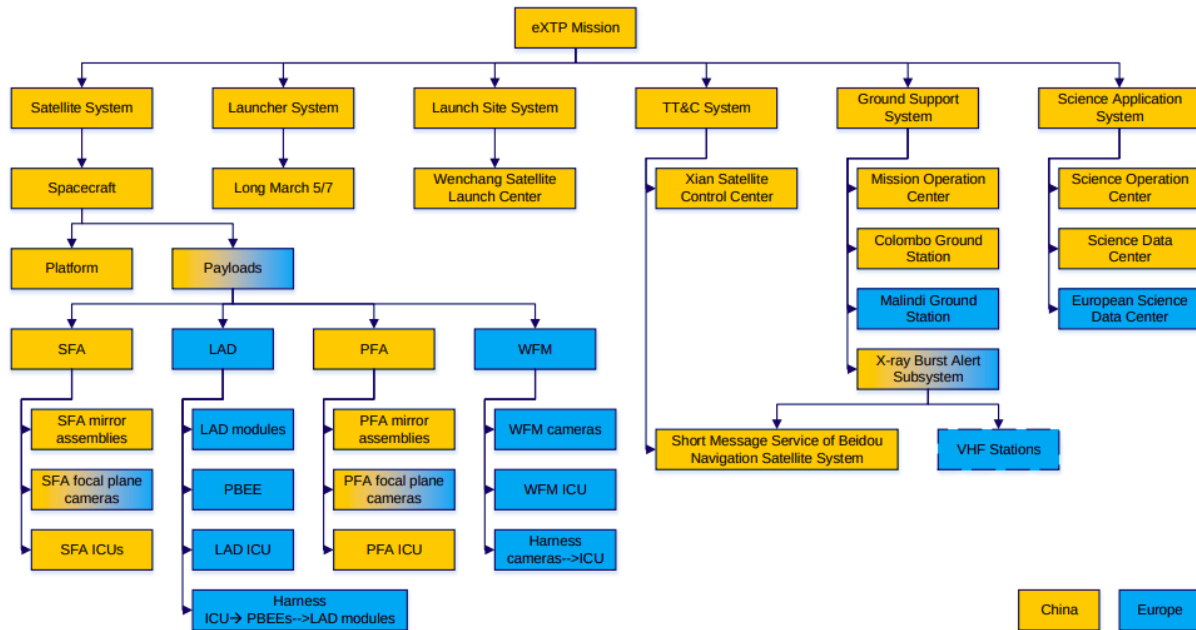 eXTP Mission
Satellite System
Launcher System
Launch Site System
TT&C System
Ground Support
System
Science Application
System
Spacecraft
Long March 5/7
Wenchang Satellite
Launch Center
Xian Satellite
Control Center
Mission Operation
Center
Science Operation
Center
Platform
Payloads
Colombo Ground
Station
Science Data
Center
Malindi Ground
Station
European Science
Data Center
SFA
LAD
PFA
WFM
X-ray Burst Alert
Subsystem
SFA mirror
assemblies
LAD modules
PFA mirror
assemblies
WFM cameras
Short Message Service of Beidou
Navigation Satellite System
VHF Stations
SFA focal plane
cameras
PBEE
PFA focal plane
cameras
WFM ICU
SFA ICUs
LAD ICU
PFA ICU
Harness
cameras-->ICU
Harness
ICU→ PBEEs-->LAD modules
China
Europe